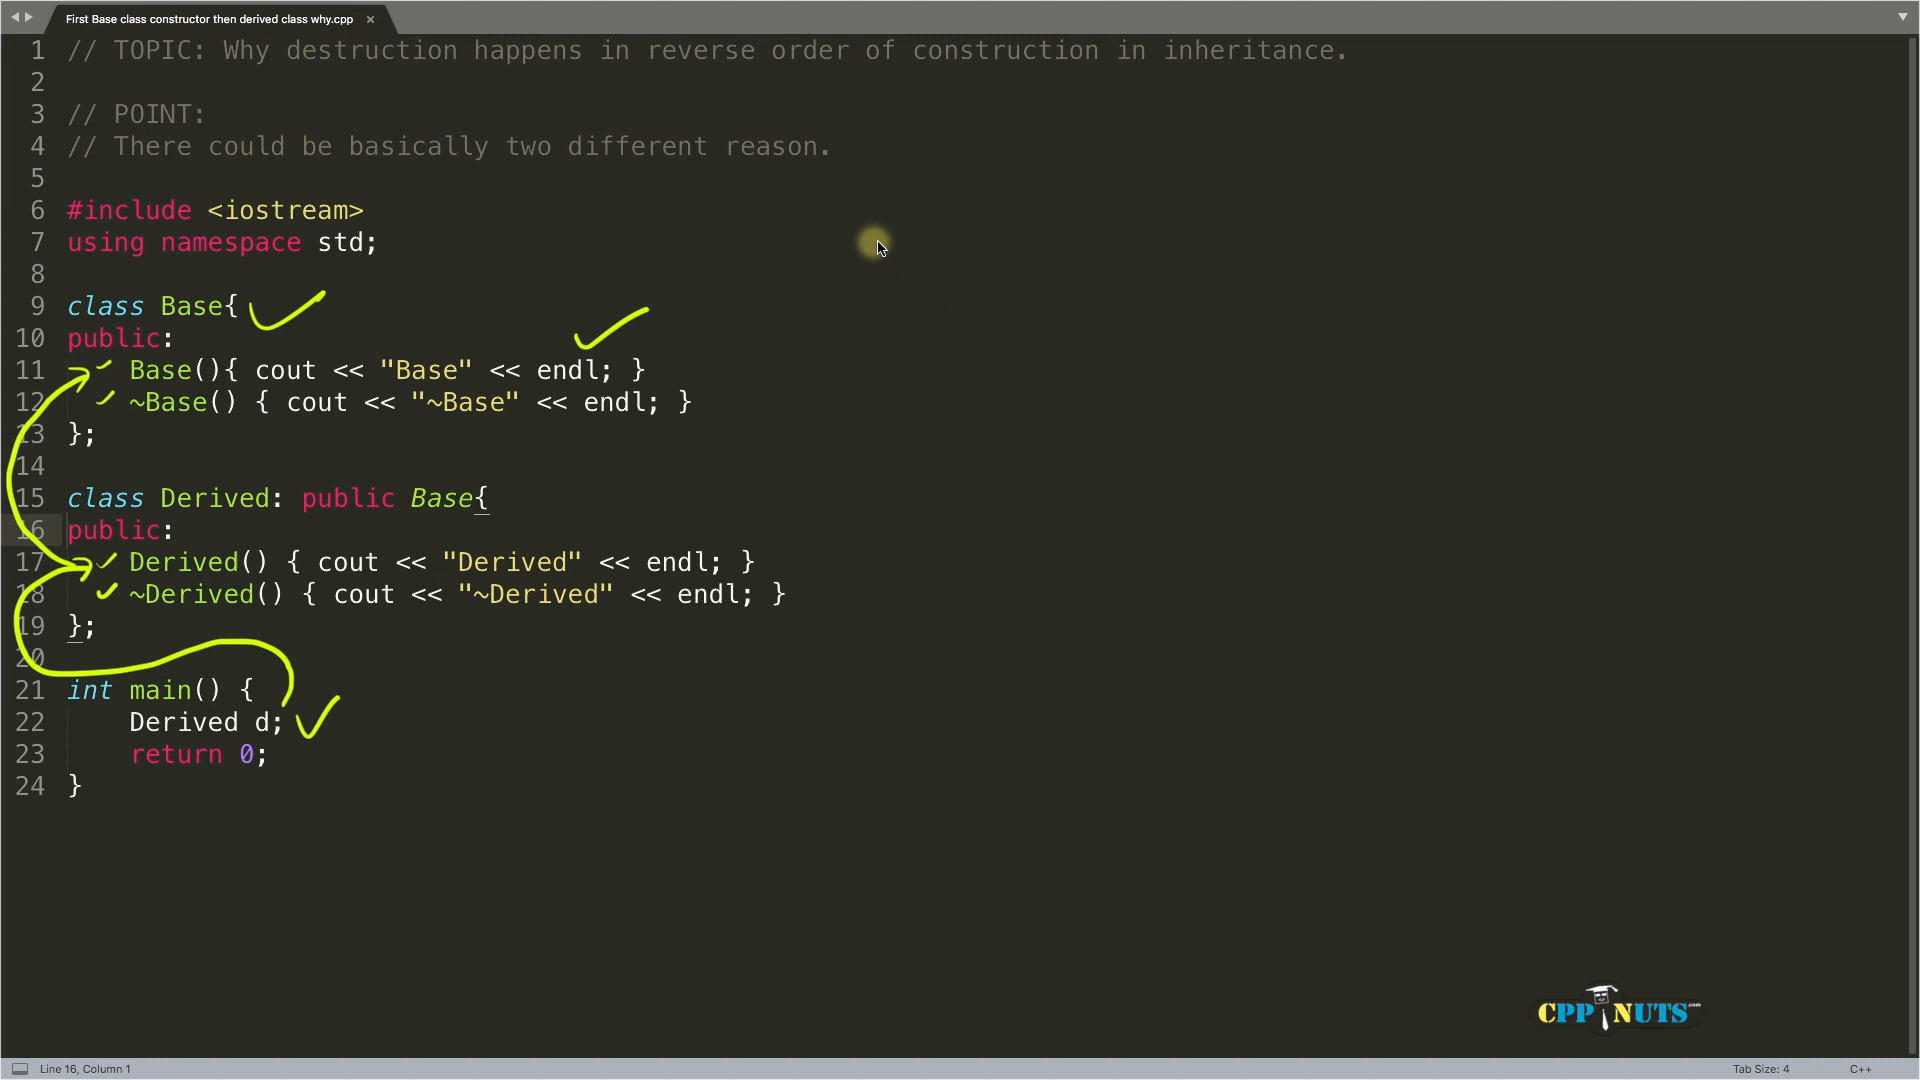 First Base class constructor then derived class why.cpp ×
1 // TOPIC: Why destruction happens in reverse order of construction in inheritance.
2
3 // POINT:
4 // There could be basically two different reason.
5
6 #include <iostream>
7 using namespace std;
8
9 class Base{
10 public:
11 Base(){ cout << "Base" << endl; }
12 ~Base() { cout << "~Base" << endl; }
13 };
14
15 class Derived: public Base{
16 public:
17 Derived() { cout << "Derived" << endl; }
18 ~Derived() { cout << "~Derived" << endl; }
19 };
20
21 int main() {
22 Derived d;
23 return 0;
24 }
CPP NUTS.com
Line 16, Column 1 Tab Size: 4 C++